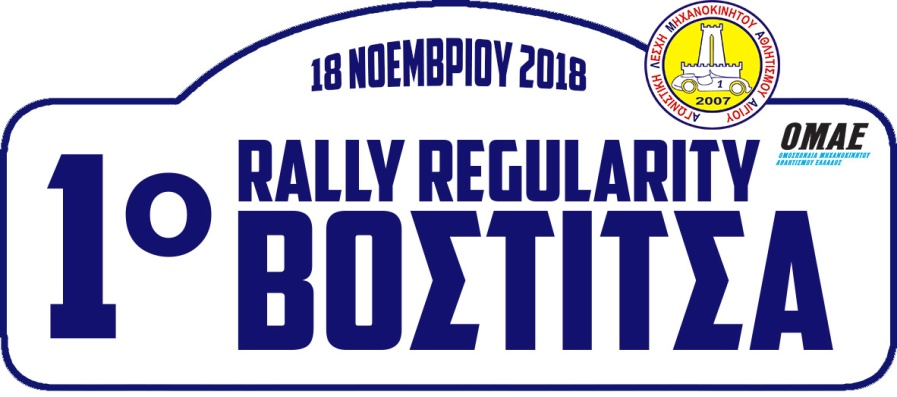 18 ΝΟΕΜΒΡΙΟΥ 2018
ΑΓΩΝΙΣΤΙΚΗ ΛΕΣΧΗ ΜΗΧΑΝΟΚΙΝΗΤΟΥ ΑΘΛΗΤΙΣΜΟΥ ΑΙΓΙΟΥ
1
2007
ΟΜΑΕ
ΟΜΟΣΠΟΝΔΙΑ ΜΗΧΑΝΟΚΙΝΗΤΟΥ
ΑΘΛΗΤΙΣΜΟΥ ΕΛΛΑΔΟΣ
1ο
RALLY REGULARITY
ΒΟΣΤΙΤΣΑ